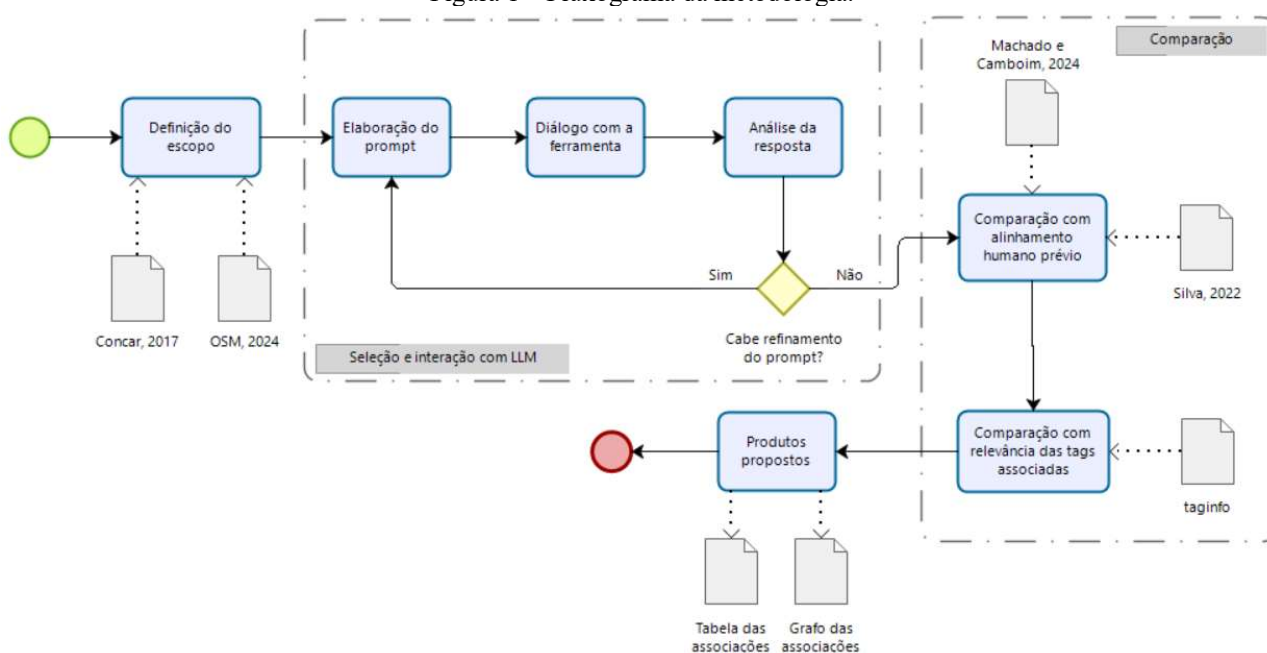 Comparação
Machado e
Camboim, 2024
Definição do
escopo
Elaboração do
prompt
Diálogo com a
ferramenta
Análise da
resposta
Comparação com
alinhamento
humano prévio
Sim
Não
Silva, 2022
Concar, 2017
OSM, 2024
Cabe refinamento
do prompt?
Seleção e interação com LLM
Produtos
propostos
Comparação com
relevância das tags
associadas
taginfo
Tabela das
associações
Grafo das
associações